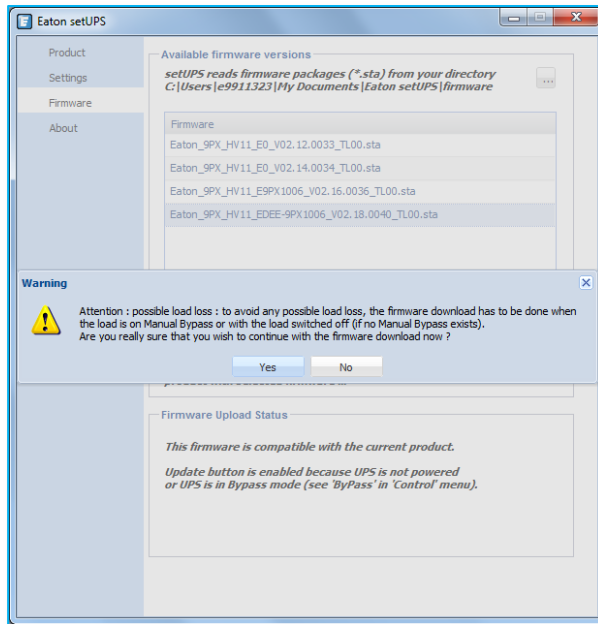 Eaton setUPS
Product
Settings
Firmware
About
Available firmware versions
setUPS reads firmware packages (*.sta) from your directory
C:\Users\e9911323\My Documents\Eaton setUPS\firmware
...
Firmware
Eaton_9PX_HV11_E0_V02.12.0033_TL00.sta
Eaton_9PX_HV11_E0_V02.14.0034_TL00.sta
Eaton_9PX_HV11_E9PX1006_V02.16.0036_TL00.sta
Eaton_9PX_HV11_EDEE-9PX1006_V02.18.0040_TL00.sta
Warning
Attention : possible load loss : to avoid any possible load loss, the firmware download has to be done when
the load is on Manual Bypass or with the load switched off (if no Manual Bypass exists).
Are you really sure that you wish to continue with the firmware download now ?
Yes
No
Firmware Upload Status
This firmware is compatible with the current product.
Update button is enabled because UPS is not powered
or UPS is in Bypass mode (see 'ByPass' in 'Control' menu).